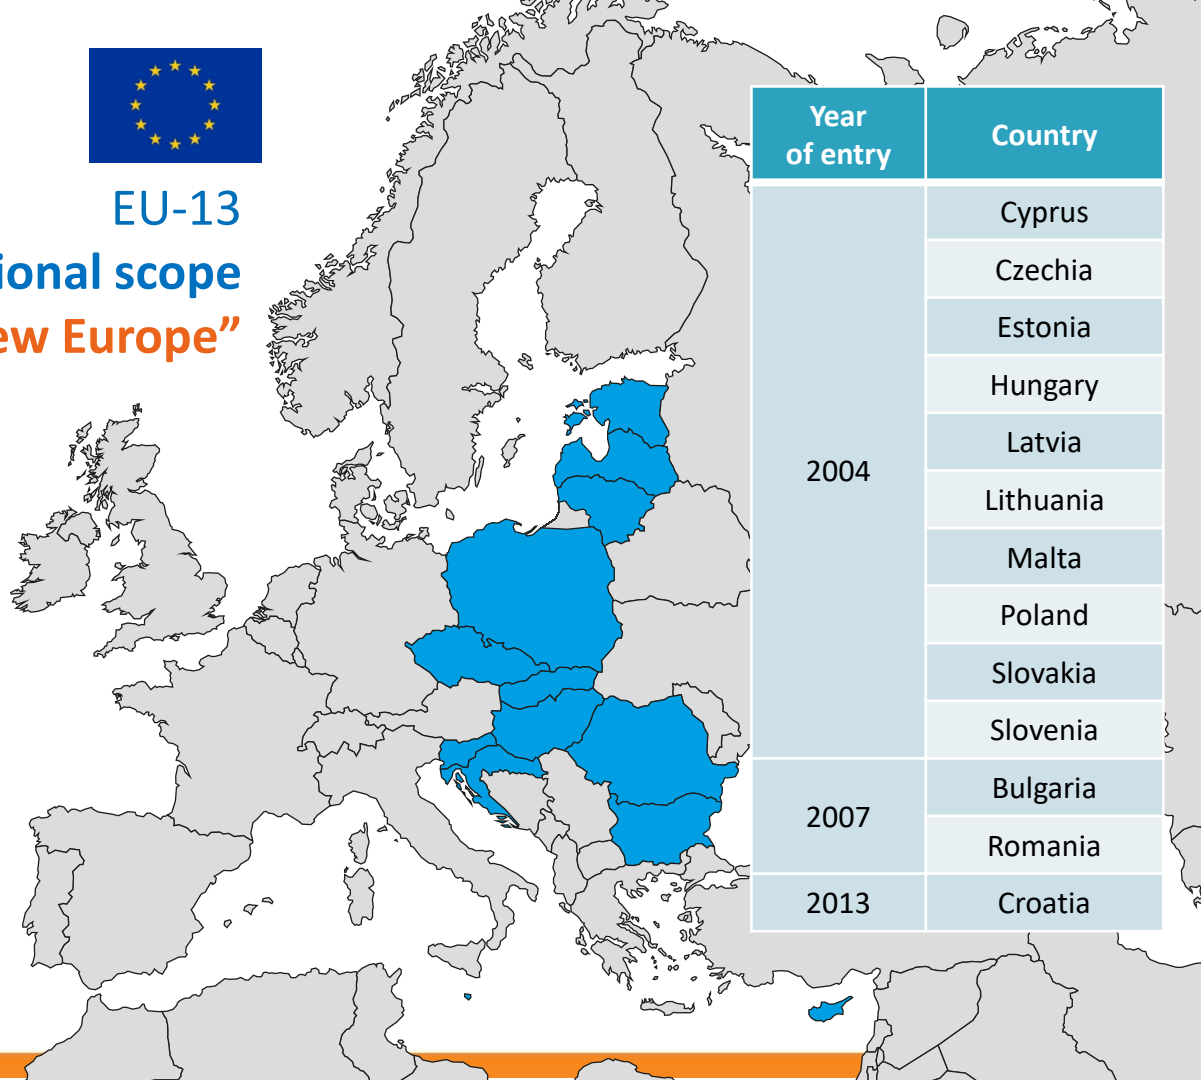 EU-13
ional scope
ew Europe”
Year
of entry
Country
2004
Cyprus
Czechia
Estonia
Hungary
Latvia
Lithuania
Malta
Poland
Slovakia
Slovenia
2007
Bulgaria
Romania
2013
Croatia